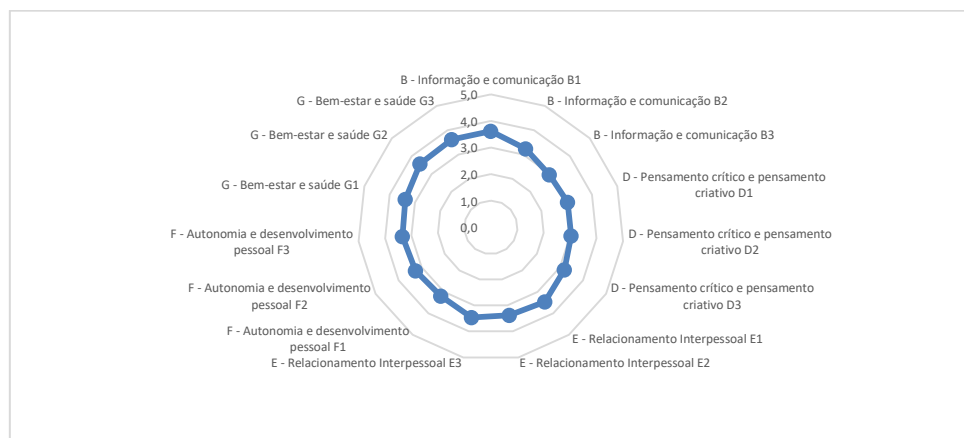 B - Informação e comunicação B1
B - Informação e comunicação B2
B - Informação e comunicação B3
D - Pensamento crítico e pensamento
criativo D1
D - Pensamento crítico e pensamento
criativo D2
D - Pensamento crítico e pensamento
criativo D3
E - Relacionamento Interpessoal E1
E - Relacionamento Interpessoal E2
E - Relacionamento Interpessoal E3
F - Autonomia e desenvolvimento
pessoal F1
F - Autonomia e desenvolvimento
pessoal F2
F - Autonomia e desenvolvimento
pessoal F3
G - Bem-estar e saúde G1
G - Bem-estar e saúde G2
G - Bem-estar e saúde G3
5,0
4,0
3,0
2,0
1,0
0,0